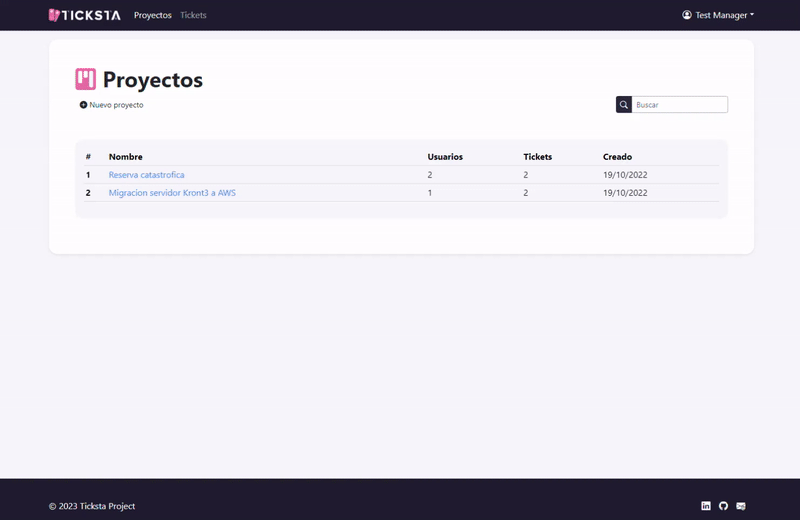 TICKSTA Proyectos Tickets Test Manager
Proyectos
Nuevo proyecto Buscar
# Nombre Usuarios Tickets Creado
1 Reserva catastrofica 2 2 19/10/2022
2 Migracion servidor Kront3 a AWS 1 2 19/10/2022
© 2023 Ticksta Project